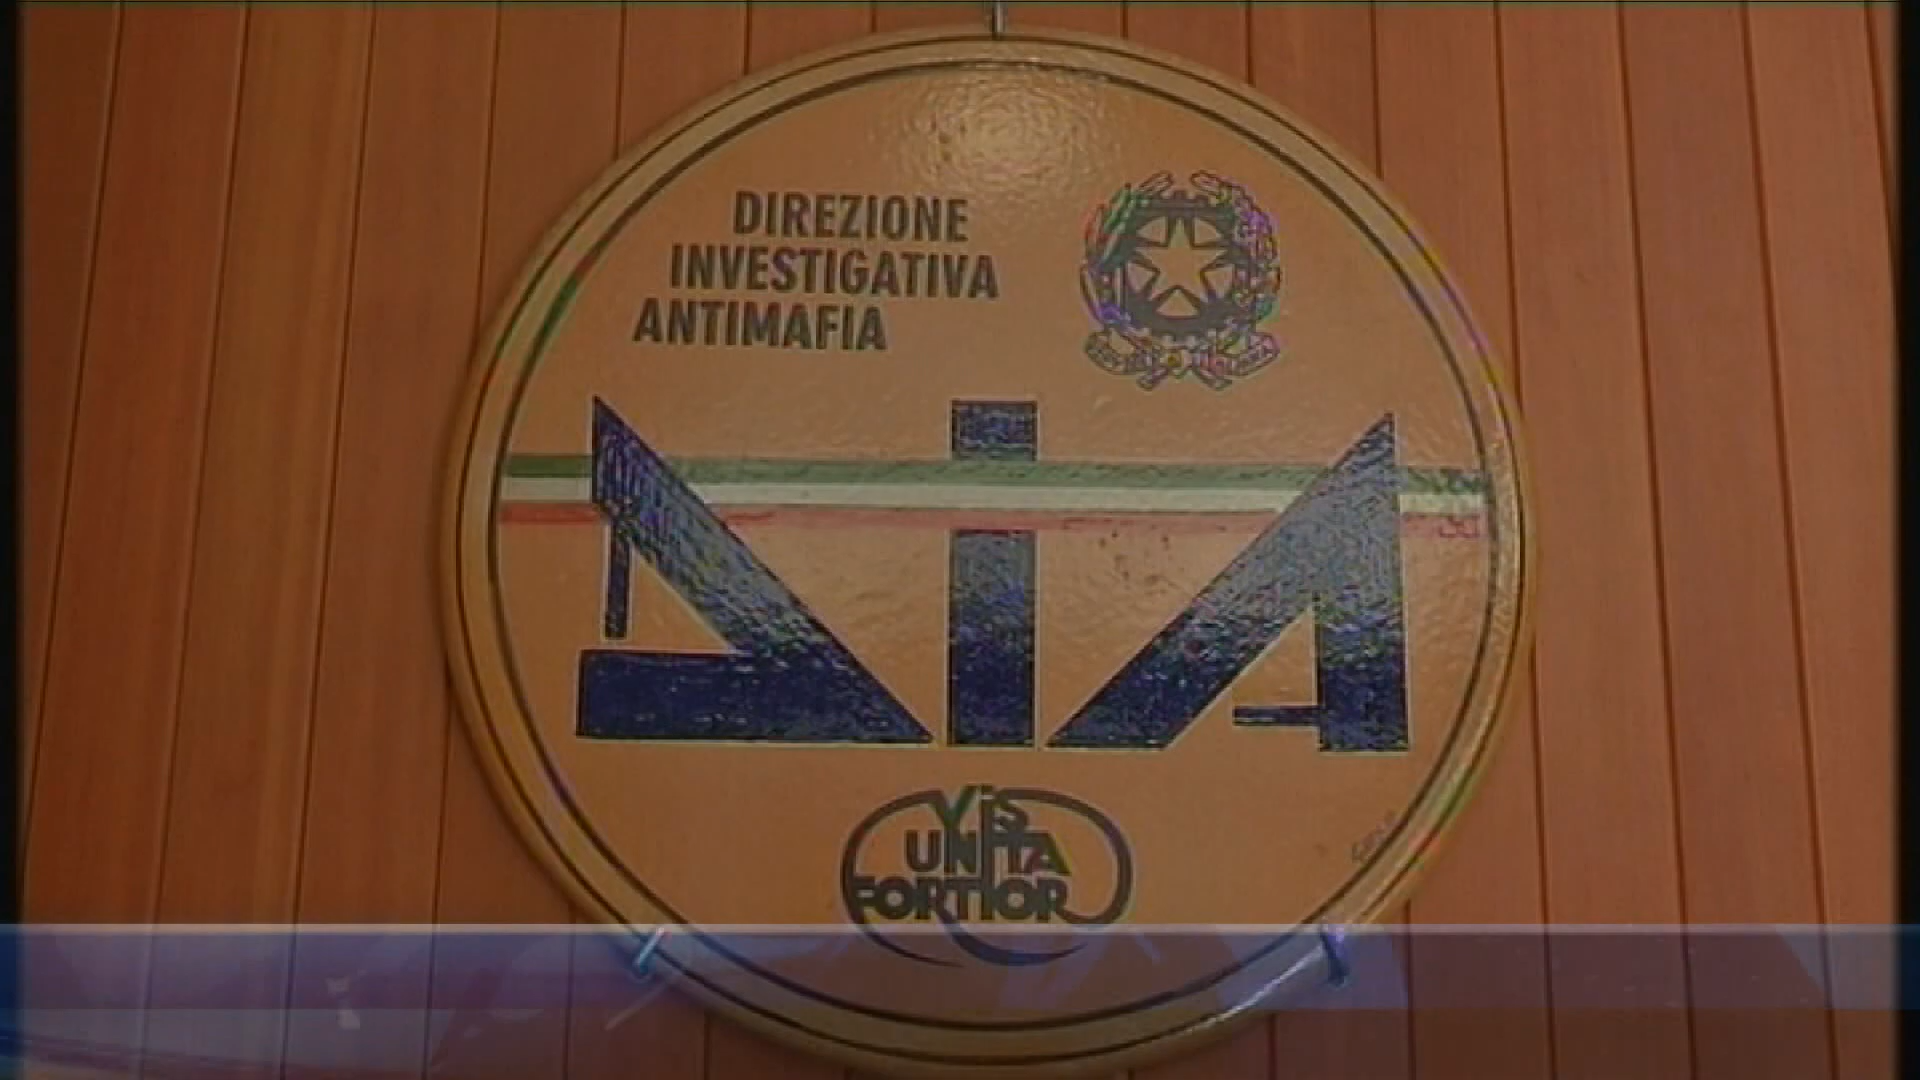 DIREZIONE
INVESTIGATIVA
ANTIMAFIA
DIA
VIS
UNITA
FORTIOR